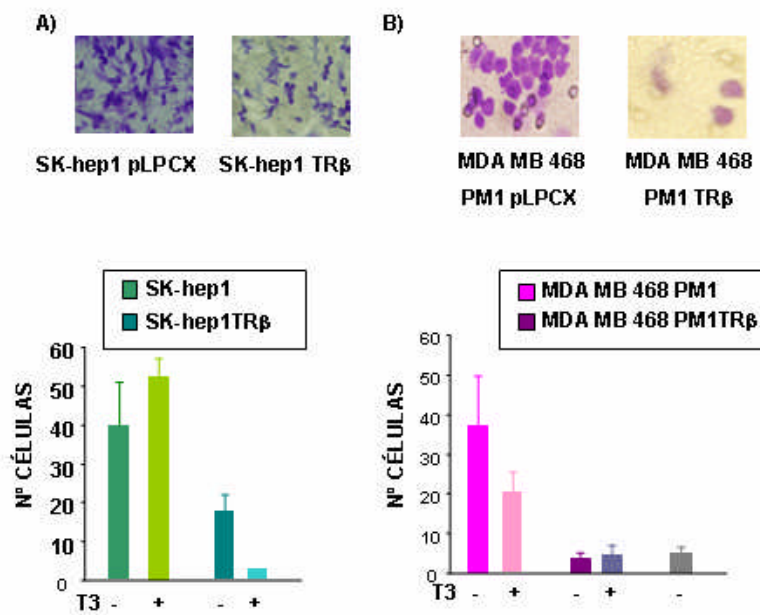 A)
SK-hep1 pLPCX
SK-hep1 TRβ
SK-hep1
SK-hep1TRβ
Nº CÉLULAS
60
50
40
30
20
10
0
T3 - + - +
B)
MDA MB 468
PM1 pLPCX
MDA MB 468
PM1 TRβ
MDA MB 468 PM1
MDA MB 468 PM1TRβ
Nº CÉLULAS
60
50
40
30
20
10
0
T3 - + - + -